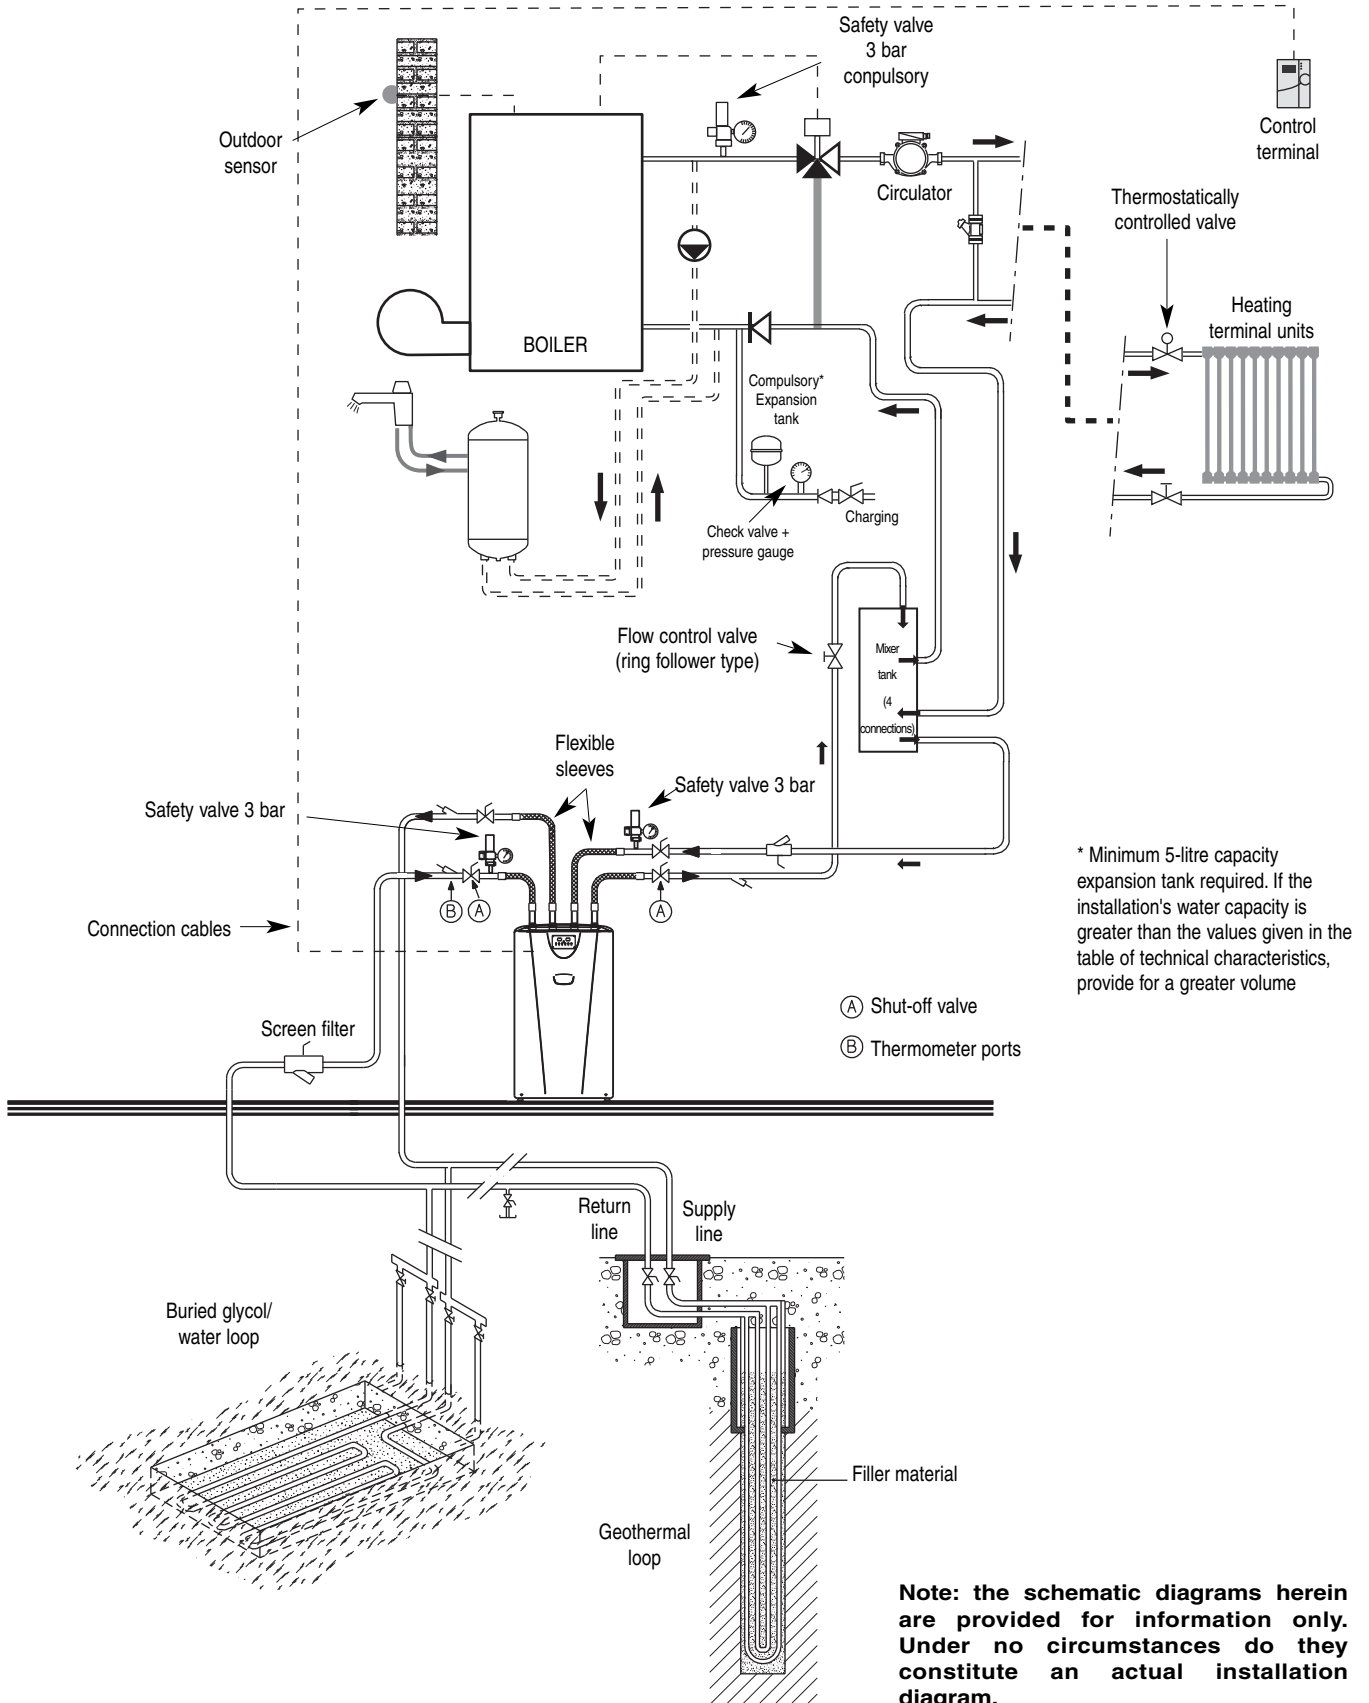 Safety valve
3 bar
conpulsory
Outdoor
sensor
Control
terminal
Circulator
Thermostatically
controlled valve
Heating
terminal units
BOILER
Compulsory*
Expansion
tank
Charging
Check valve +
pressure gauge
Flow control valve
(ring follower type)
Mixer
tank
(4
connections)
Flexible
sleeves
Safety valve 3 bar
Safety valve 3 bar
B
A
A
Connection cables
* Minimum 5-litre capacity
expansion tank required. If the
installation's water capacity is
greater than the values given in the
table of technical characteristics,
provide for a greater volume
A Shut-off valve
B Thermometer ports
Screen filter
Return
line
Supply
line
Buried glycol/
water loop
Filler material
Geothermal
loop
Note: the schematic diagrams herein
are provided for information only.
Under no circumstances do they
constitute an actual installation
diagram.